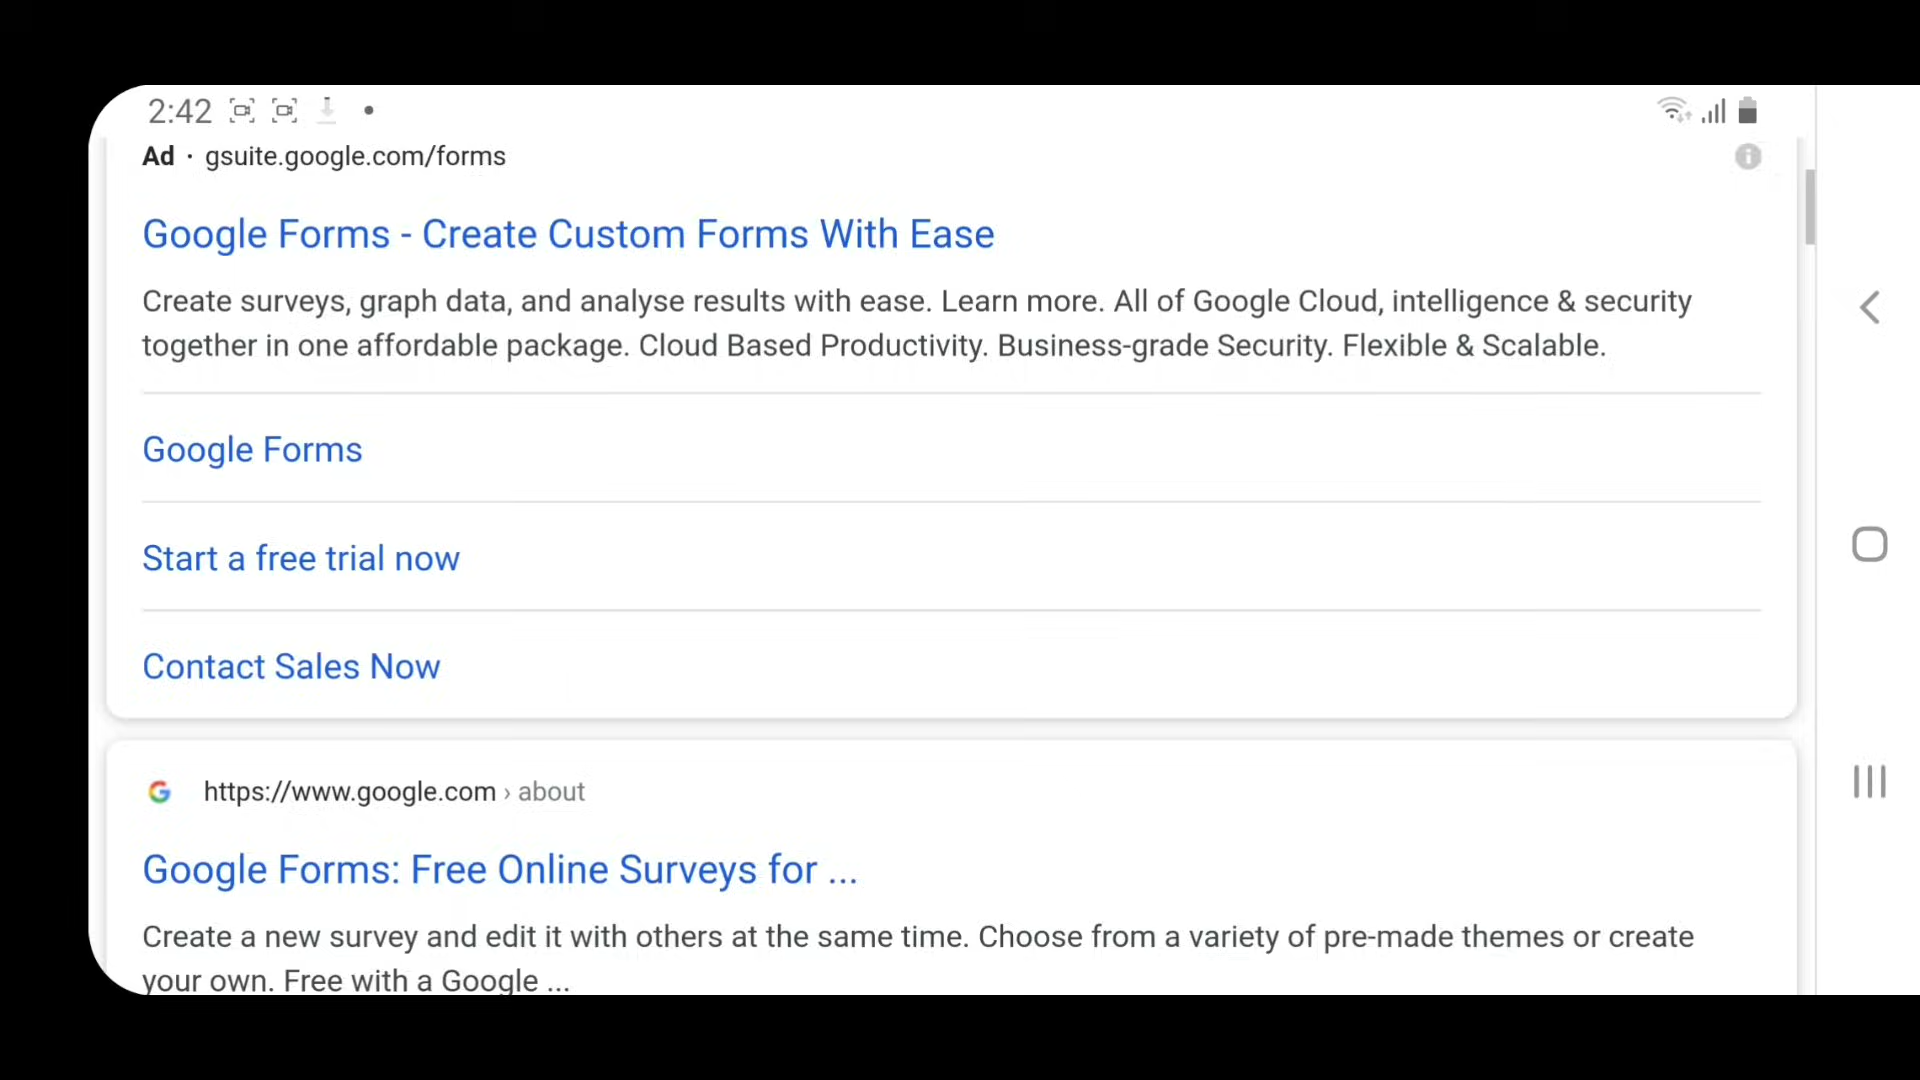 2:42
Ad · gsuite.google.com/forms
Google Forms - Create Custom Forms With Ease
Create surveys, graph data, and analyse results with ease. Learn more. All of Google Cloud, intelligence & security
together in one affordable package. Cloud Based Productivity. Business-grade Security. Flexible & Scalable.
Google Forms
Start a free trial now
Contact Sales Now
https://www.google.com › about
Google Forms: Free Online Surveys for ...
Create a new survey and edit it with others at the same time. Choose from a variety of pre-made themes or create
your own. Free with a Google ...